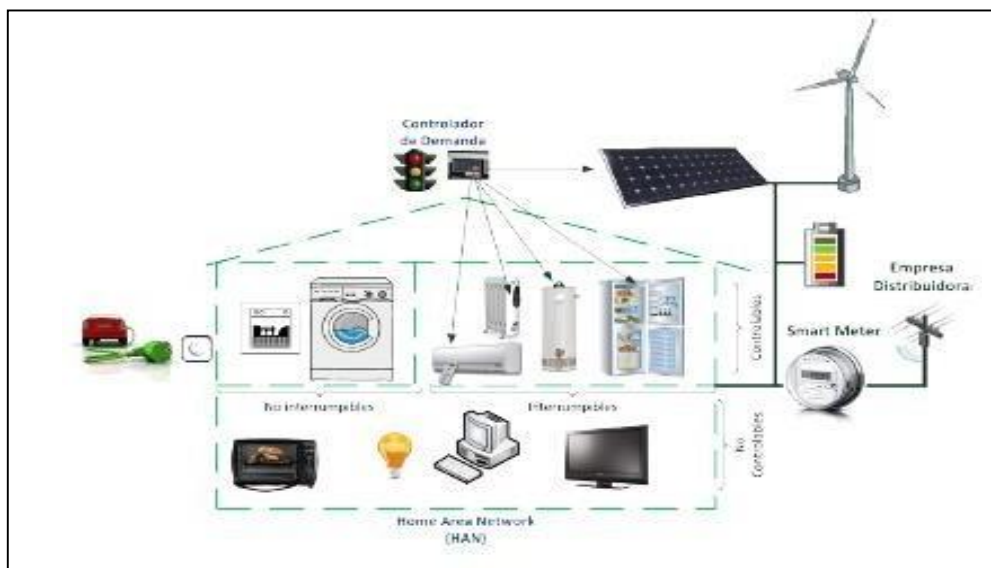 Controlador
de Demanda
Empresa
Distribuidora
Smart Meter
Controlables
No interrumpibles
Interrumpibles
No
Controlables
Home Area Network
(HAN)